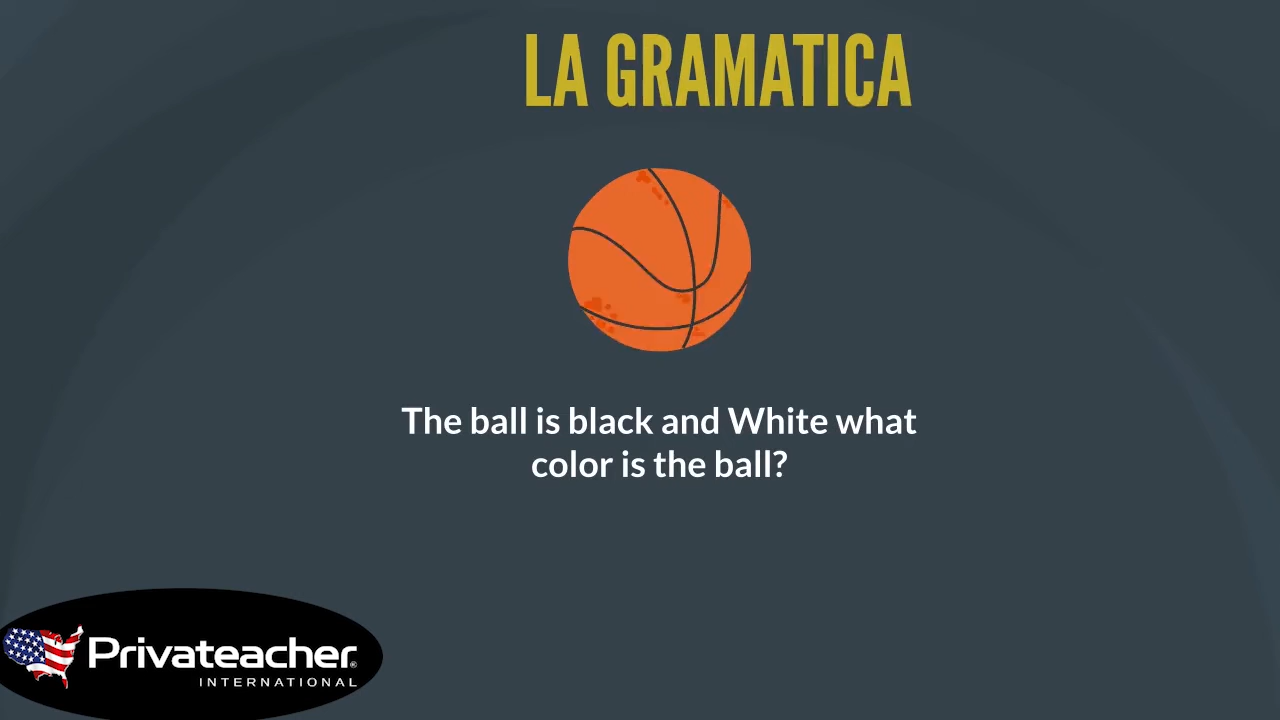 LA GRAMATICA
The ball is black and White what
color is the ball?
Privateacher®
INTERNATIONAL